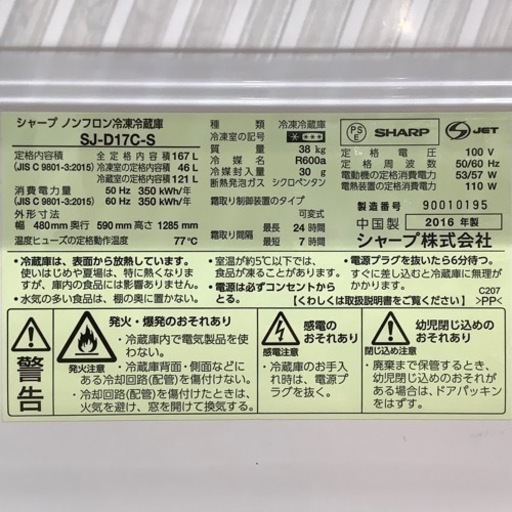 シャープ ノンフロン冷凍冷蔵庫
SJ-D17C-S
定格内容積 全定格内容積 167 L
(JIS C 9801-3:2015) 冷凍室の定格内容積 46 L
冷蔵室の定格内容積 121 L
消費電力量 50 Hz 350 kWh/年
(JIS C 9801-3:2015) 60 Hz 350 kWh/年
外形寸法
幅 480 mm 奥行 590 mm 高さ 1285 mm
温度ヒューズの定格動作温度 77℃
種類 冷凍冷蔵庫
冷凍室の記号
質量 38 kg
冷媒名 R600a
冷媒封入量 30 g
断熱発泡ガス シクロペンタン
霜取り制御装置のタイプ
可変式
霜取り間隔 最長 24 時間
最短 7 時間
PS
E
SHARP
S JET
定格電圧 100 V
定格周波数 50/60 Hz
電動機の定格消費電力 53/57 W
電熱装置の定格消費電力 110 W
製造番号 90010195
中国製 2016 年製
シャープ株式会社
• 冷蔵庫は、表面から放熱しています。
使いはじめや夏場は、特に熱く感じますが、庫内の食品には影響ありません。
• 水気の多い食品は、棚の奥に置かない。
• 室温が約5℃以下では、食品が凍ることがあります。
• 電源は必ずコンセントからとる。
• 電源プラグを抜いたら6分待つ。
すぐに差し込むと冷蔵庫に無理がかかります。
【くわしくは取扱説明書をご覧ください】
C207
>PP<
警告
発火・爆発のおそれあり
発火注意
• 冷蔵庫内で電気製品を使わない。
• 冷蔵庫背面・側面などにある冷却回路(配管)を傷付けない。
• 冷却回路(配管)を傷付けたときは、火気を避け、窓を開けて換気する。
感電のおそれあり
感電注意
• 冷蔵庫のお手入れ時は、電源プラグを抜く。
幼児閉じ込めのおそれあり
閉じ込め注意
• 廃棄まで保管するとき、幼児閉じ込めのおそれがある場合は、ドアパッキンをはずす。